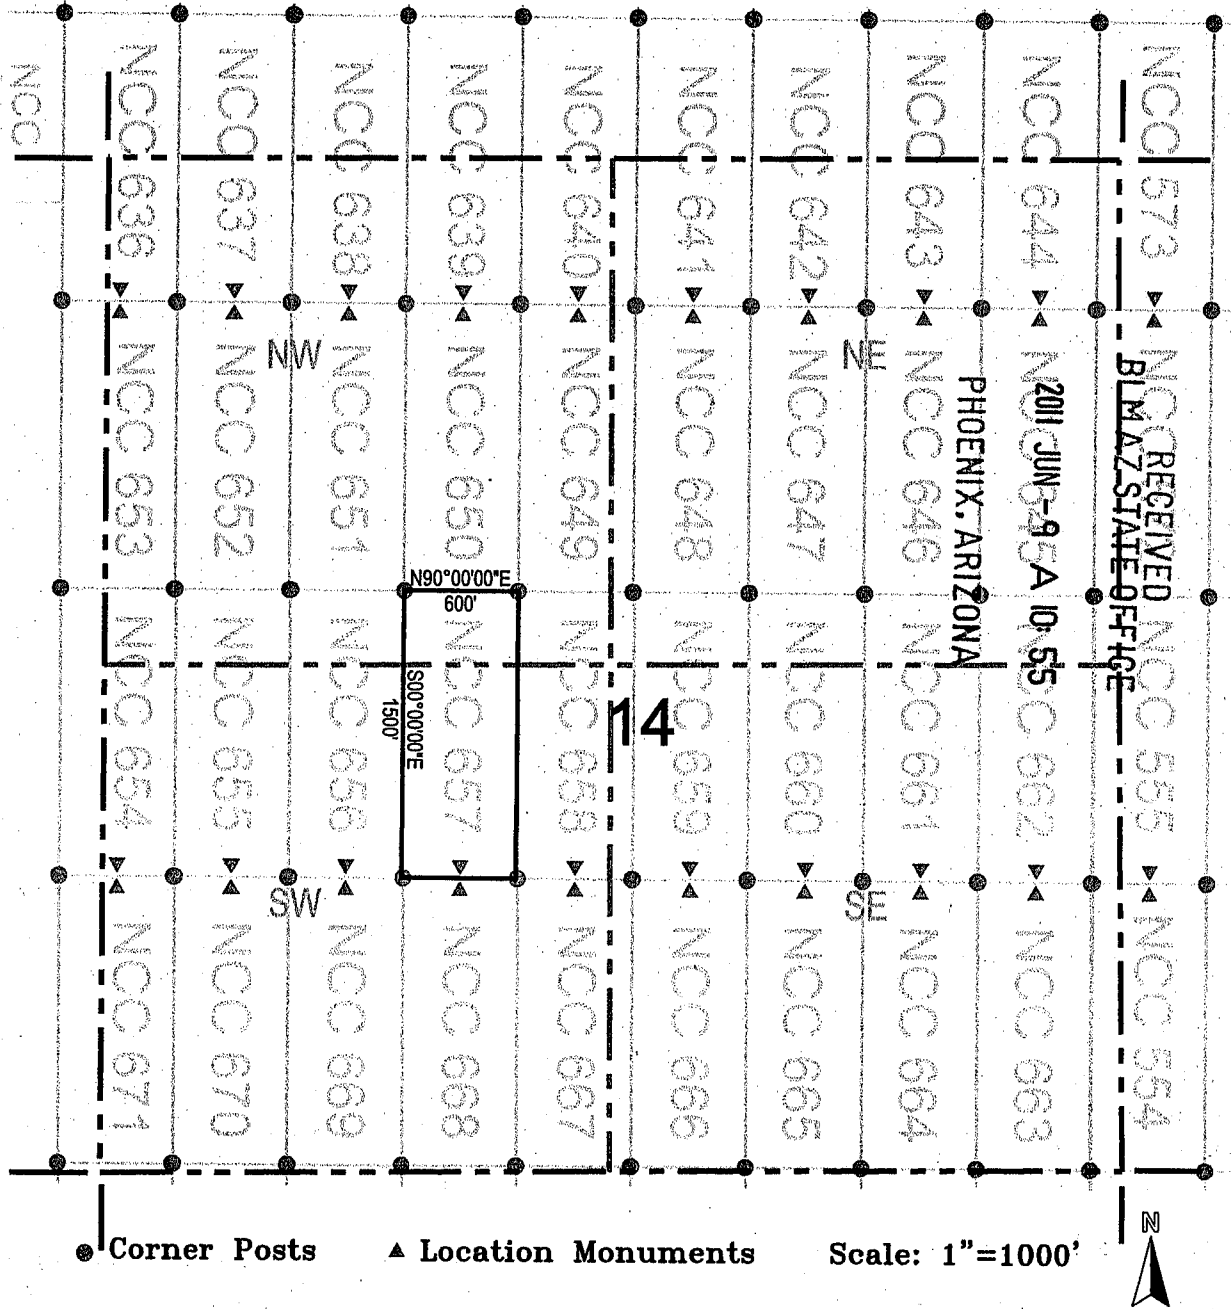 NCC
NCC 636
NCC 637
NCC 638
NCC 639
NCC 640
NCC 641
NCC 642
NCC 643
NCC 644
NCC 573
NW
NE
NCC 653
NCC 652
NCC 651
NCC 650
NCC 649
NCC 648
NCC 647
NCC 646
NCC 645
NCC
RECEIVED
BLM AZ STATE OFFICE
2011 JUN -9 A 10:55
PHOENIX, ARIZONA
N90°00'00"E
600'
S00°00'00"E
1500'
14
NCC 654
NCC 655
NCC 656
NCC 657
NCC 658
NCC 659
NCC 660
NCC 661
NCC 662
NCC 555
SW
SE
NCC 671
NCC 670
NCC 669
NCC 668
NCC 667
NCC 666
NCC 665
NCC 664
NCC 663
NCC 554
Corner Posts
Location Monuments
Scale: 1"=1000'
N